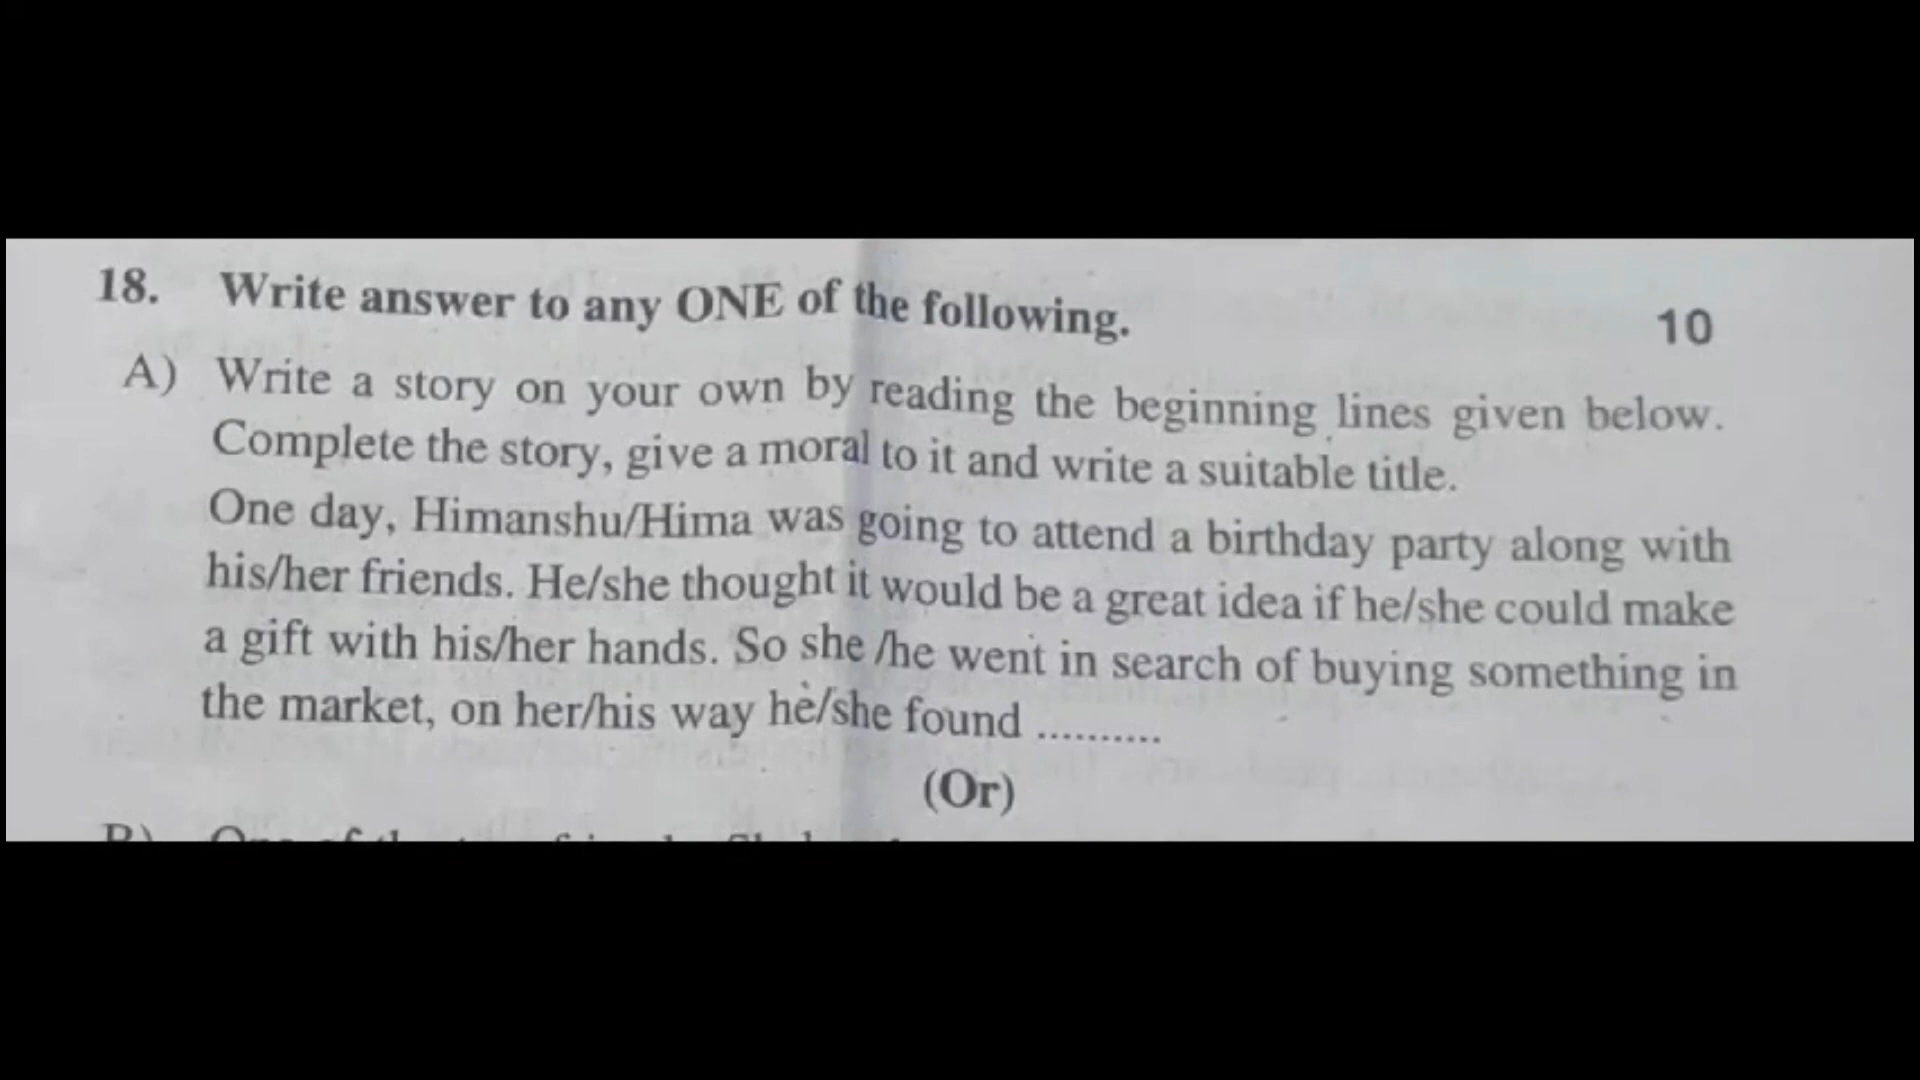 18. Write answer to any ONE of the following. 10
A) Write a story on your own by reading the beginning lines given below.
Complete the story, give a moral to it and write a suitable title.
One day, Himanshu/Hima was going to attend a birthday party along with
his/her friends. He/she thought it would be a great idea if he/she could make
a gift with his/her hands. So she /he went in search of buying something in
the market, on her/his way he/she found ..........
(Or)